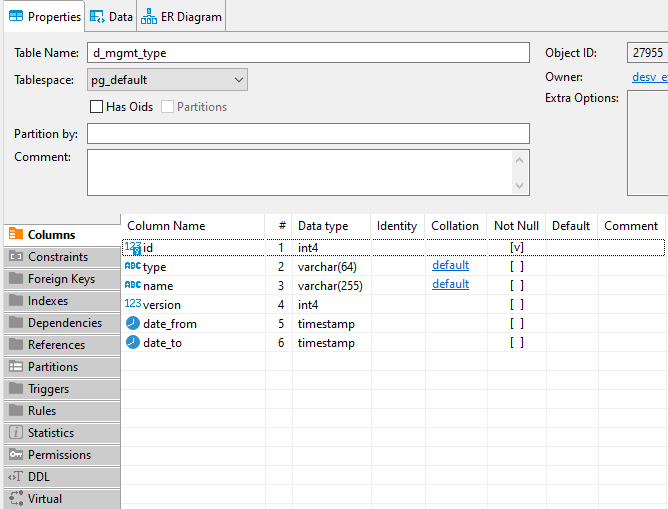 Properties Data ER Diagram
Table Name: d_mgmt_type Object ID: 27955
Tablespace: pg_default Owner:
Has Oids Partitions Extra Options:
Partition by:
Comment:
Columns Column Name # Data type Identity Collation Not Null Default Comment
Constraints 123 id 1 int4 [v]
Foreign Keys ABC type 2 varchar(64) default [ ]
Indexes ABC name 3 varchar(255) default [ ]
Dependencies 123 version 4 int4 [ ]
References date_from 5 timestamp [ ]
Partitions date_to 6 timestamp [ ]
Triggers
Rules
Statistics
Permissions
DDL
Virtual